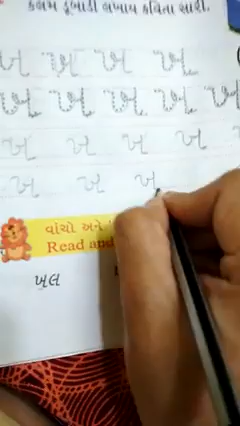 કલમ ડૂબાડી લખાય કવિતા સારી.
ખ ખ ખ ખ
ખ ખ ખ ખ ખ
ખ ખ ખ ખ
ખ ખ ખ
વાંચો અને
Read and
ખલ